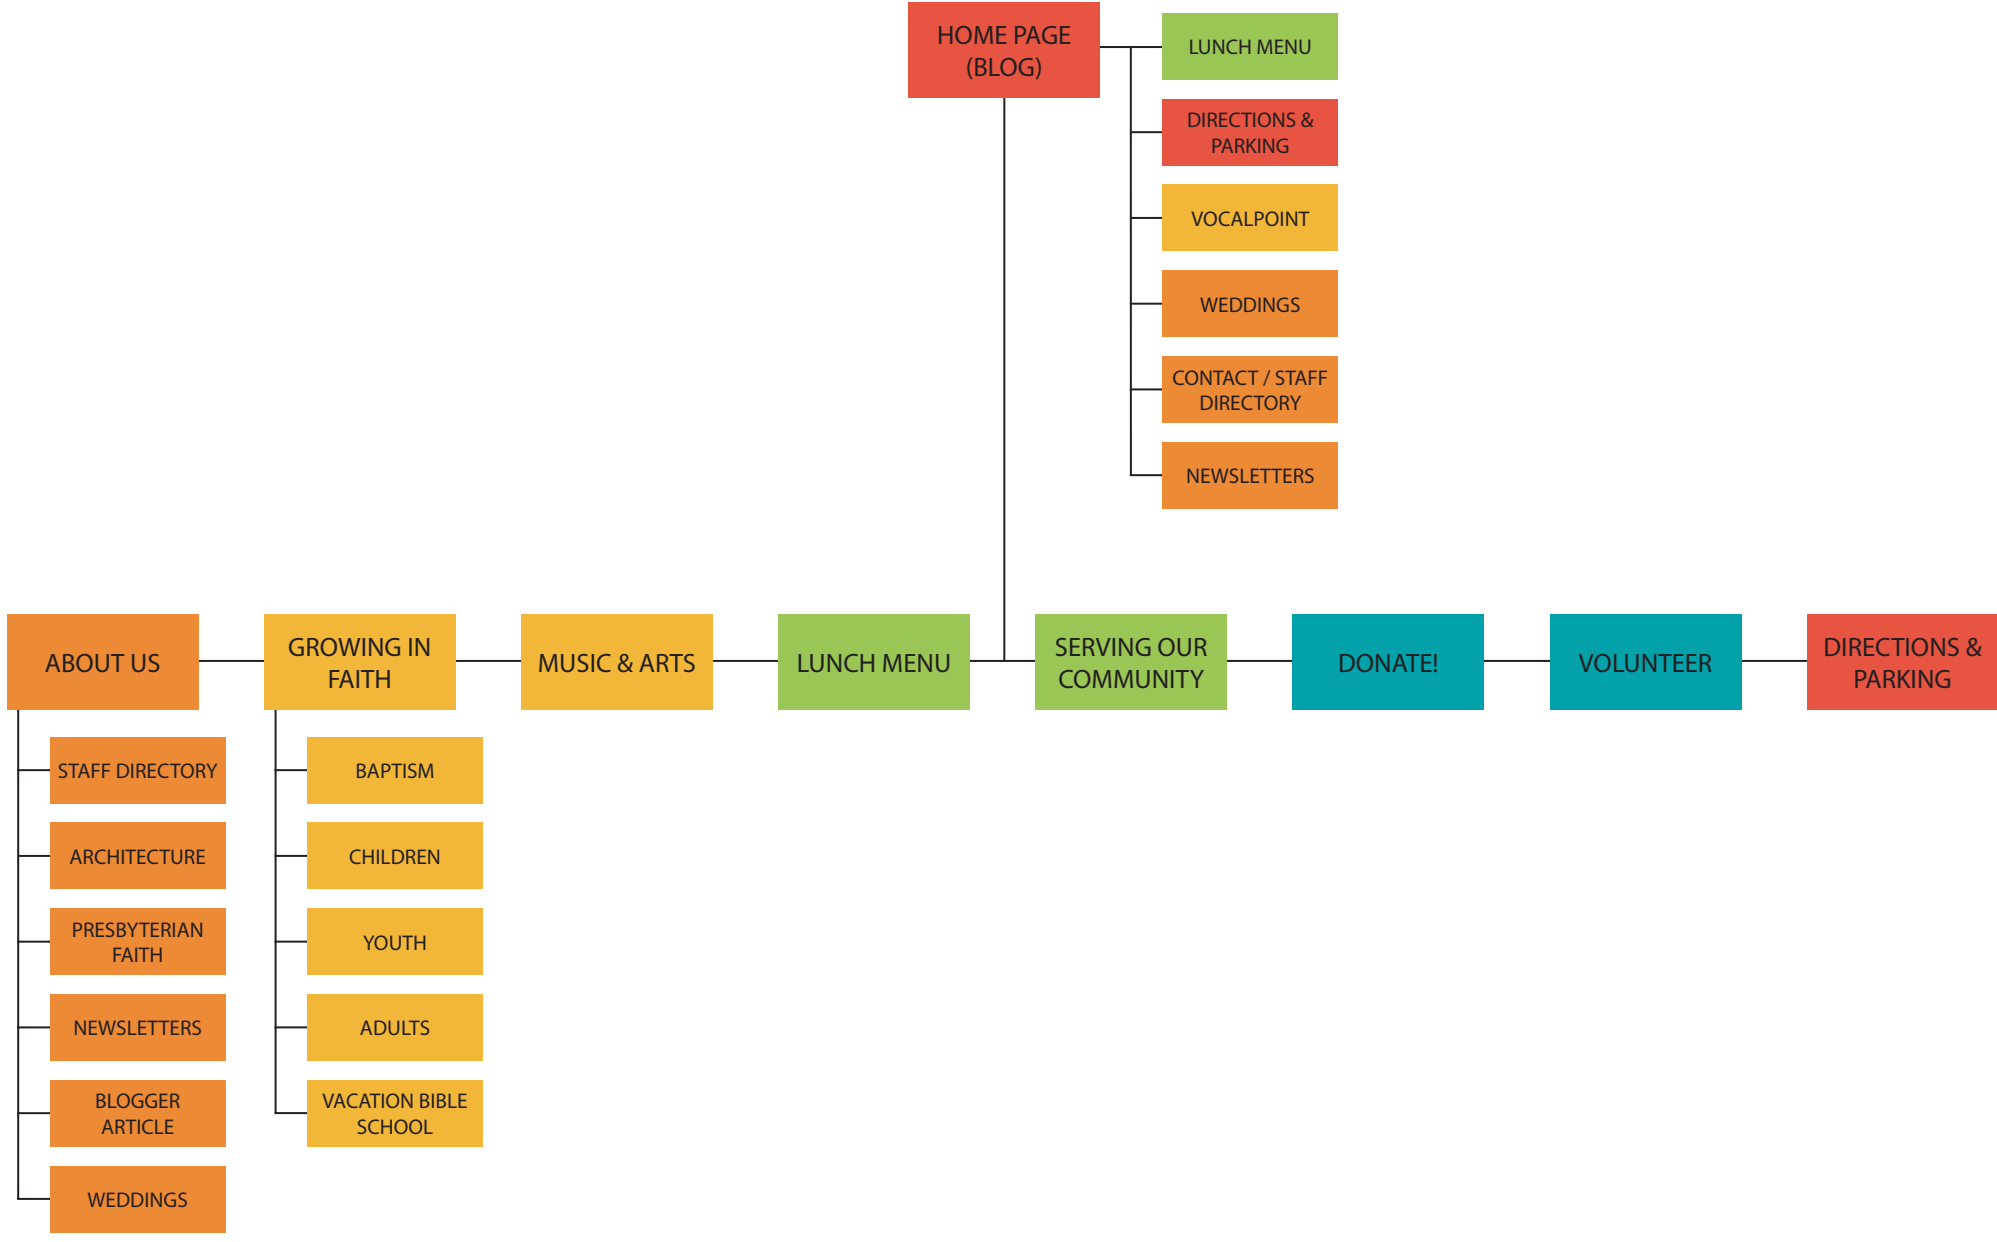 HOME PAGE
(BLOG)
LUNCH MENU
DIRECTIONS &
PARKING
VOCALPOINT
WEDDINGS
CONTACT / STAFF
DIRECTORY
NEWSLETTERS
ABOUT US
GROWING IN
FAITH
MUSIC & ARTS
LUNCH MENU
SERVING OUR
COMMUNITY
DONATE!
VOLUNTEER
DIRECTIONS &
PARKING
STAFF DIRECTORY
ARCHITECTURE
PRESBYTERIAN
FAITH
NEWSLETTERS
BLOGGER
ARTICLE
WEDDINGS
BAPTISM
CHILDREN
YOUTH
ADULTS
VACATION BIBLE
SCHOOL